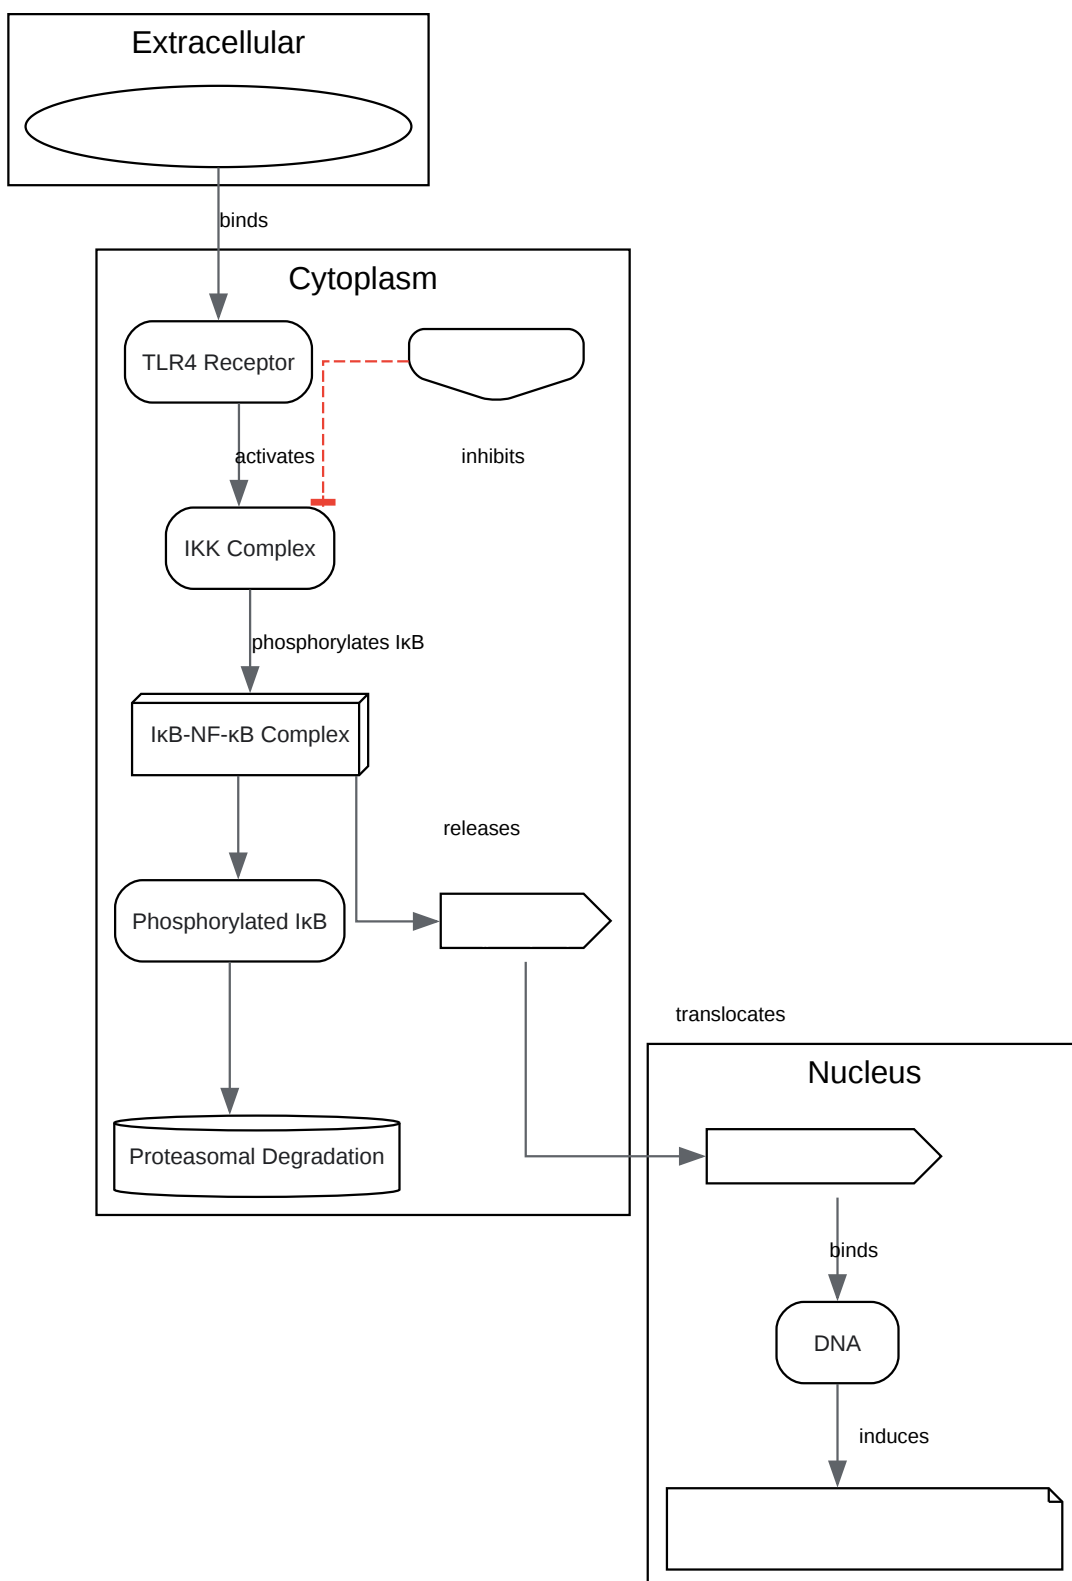 Extracellular
binds
Cytoplasm
TLR4 Receptor
activates
inhibits
IKK Complex
phosphorylates IκB
IκB-NF-κB Complex
releases
Phosphorylated IκB
translocates
Nucleus
Proteasomal Degradation
binds
DNA
induces